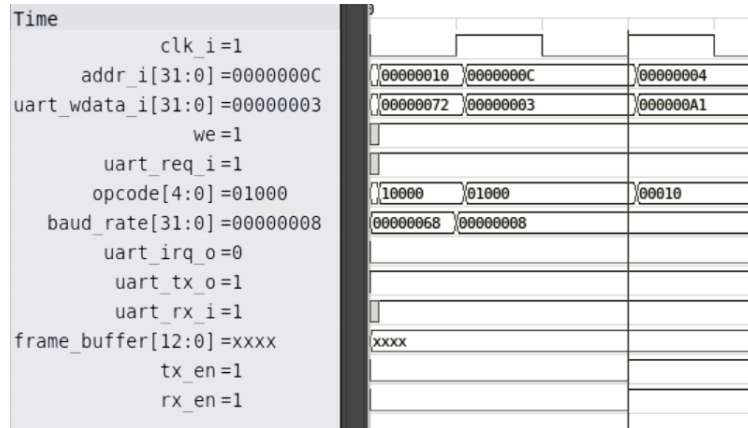 Time
0
clk_i=1
addr_i[31:0]=0000000C 00000010 0000000C 00000004
uart_wdata_i[31:0]=00000003 00000072 00000003 000000A1
we=1
uart_req_i=1
opcode[4:0]=01000 10000 01000 00010
baud_rate[31:0]=00000008 00000068 00000008
uart_irq_o=0
uart_tx_o=1
uart_rx_i=1
frame_buffer[12:0]=xxxx xxxx
tx_en=1
rx_en=1